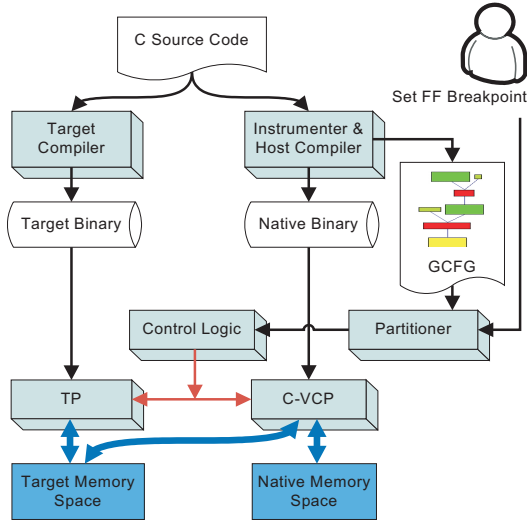 C Source Code
Set FF Breakpoint
Target
Compiler
Instrumenter &
Host Compiler
Target Binary
Native Binary
GCFG
Control Logic
Partitioner
TP
C-VCP
Target Memory
Space
Native Memory
Space